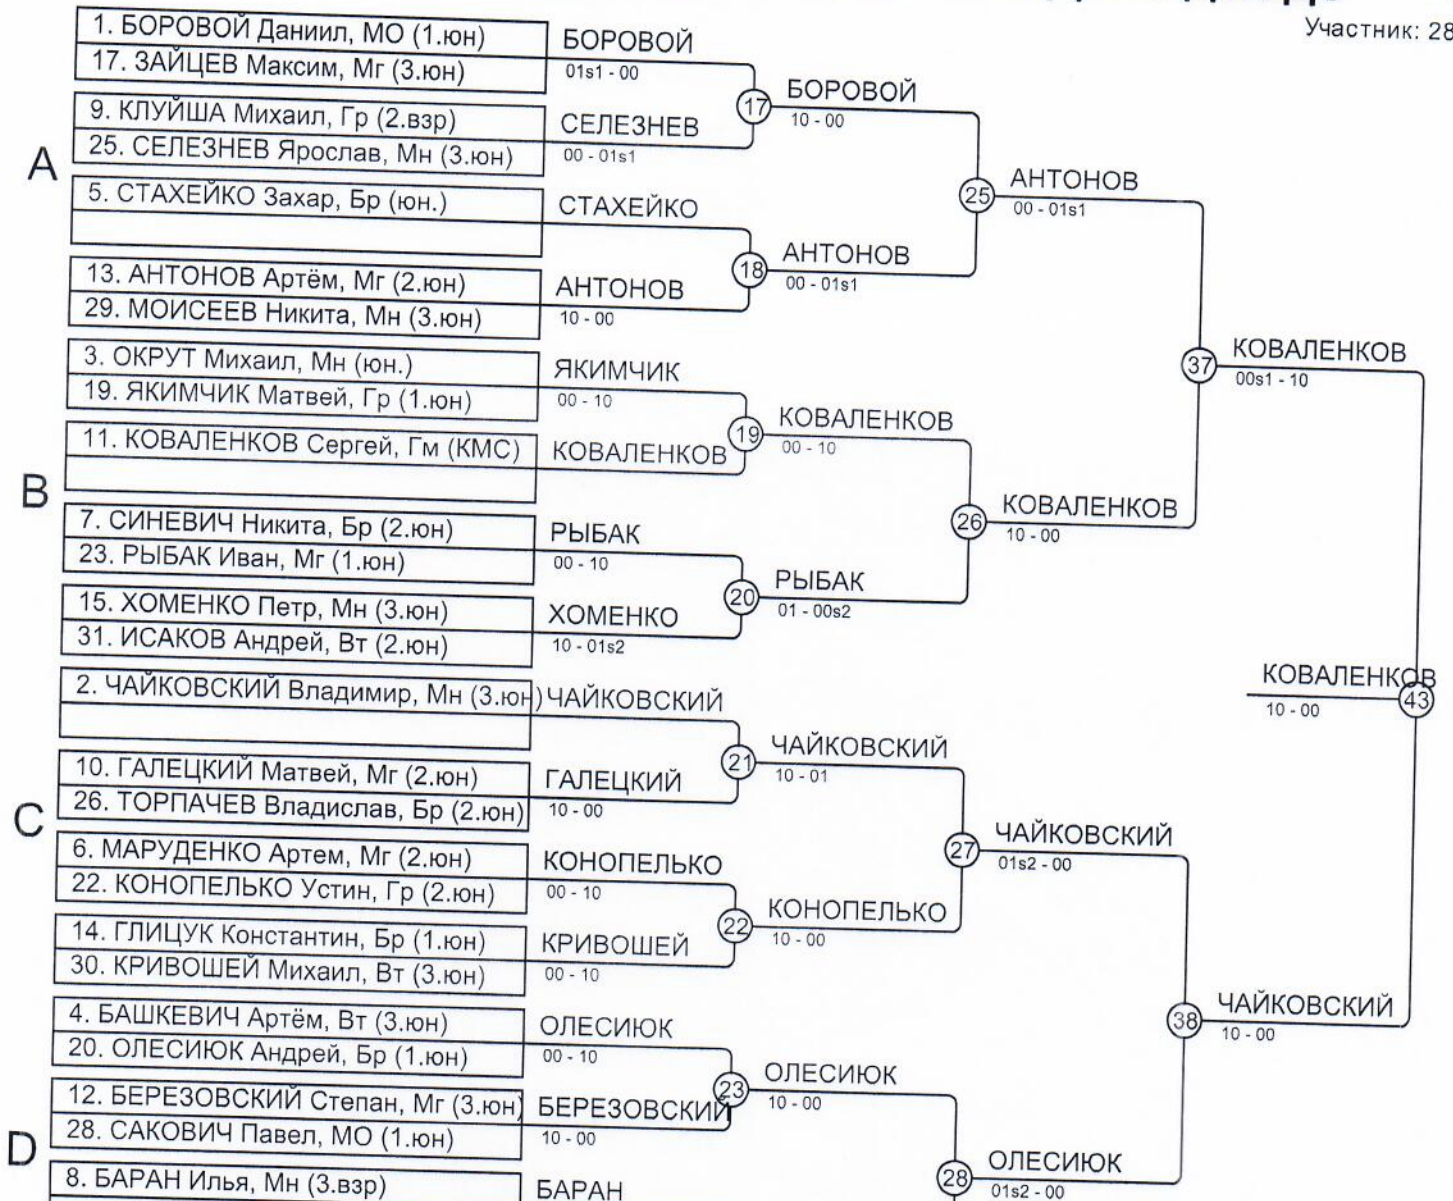 Участник: 28
A
1. БОРОВОЙ Даниил, МО (1.юн)
17. ЗАЙЦЕВ Максим, Мг (3.юн)
9. КЛУЙША Михаил, Гр (2.взр)
25. СЕЛЕЗНЕВ Ярослав, Мн (3.юн)
5. СТАХЕЙКО Захар, Бр (юн.)
13. АНТОНОВ Артём, Мг (2.юн)
29. МОИСЕЕВ Никита, Мн (3.юн)
B
3. ОКРУТ Михаил, Мн (юн.)
19. ЯКИМЧИК Матвей, Гр (1.юн)
11. КОВАЛЕНКОВ Сергей, Гм (КМС)
7. СИНЕВИЧ Никита, Бр (2.юн)
23. РЫБАК Иван, Мг (1.юн)
15. ХОМЕНКО Петр, Мн (3.юн)
31. ИСАКОВ Андрей, Вт (2.юн)
C
2. ЧАЙКОВСКИЙ Владимир, Мн (3.юн)
10. ГАЛЕЦКИЙ Матвей, Мг (2.юн)
26. ТОРПАЧЕВ Владислав, Бр (2.юн)
6. МАРУДЕНКО Артем, Мг (2.юн)
22. КОНОПЕЛЬКО Устин, Гр (2.юн)
14. ГЛИЦУК Константин, Бр (1.юн)
30. КРИВОШЕЙ Михаил, Вт (3.юн)
D
4. БАШКЕВИЧ Артём, Вт (3.юн)
20. ОЛЕСИЮК Андрей, Бр (1.юн)
12. БЕРЕЗОВСКИЙ Степан, Мг (3.юн)
28. САКОВИЧ Павел, МО (1.юн)
8. БАРАН Илья, Мн (3.взр)
БОРОВОЙ
01s1 - 00
СЕЛЕЗНЕВ
00 - 01s1
СТАХЕЙКО
АНТОНОВ
10 - 00
ЯКИМЧИК
00 - 10
КОВАЛЕНКОВ
РЫБАК
00 - 10
ХОМЕНКО
10 - 01s2
ЧАЙКОВСКИЙ
ГАЛЕЦКИЙ
10 - 00
КОНОПЕЛЬКО
00 - 10
КРИВОШЕЙ
00 - 10
ОЛЕСИЮК
00 - 10
БЕРЕЗОВСКИЙ
10 - 00
БАРАН
17
БОРОВОЙ
10 - 00
18
АНТОНОВ
00 - 01s1
19
КОВАЛЕНКОВ
00 - 10
20
РЫБАК
01 - 00s2
21
ЧАЙКОВСКИЙ
10 - 01
22
КОНОПЕЛЬКО
10 - 00
23
ОЛЕСИЮК
10 - 00
25
АНТОНОВ
00 - 01s1
26
КОВАЛЕНКОВ
10 - 00
27
ЧАЙКОВСКИЙ
01s2 - 00
28
ОЛЕСИЮК
01s2 - 00
37
КОВАЛЕНКОВ
00s1 - 10
38
ЧАЙКОВСКИЙ
10 - 00
КОВАЛЕНКОВ
10 - 00
43